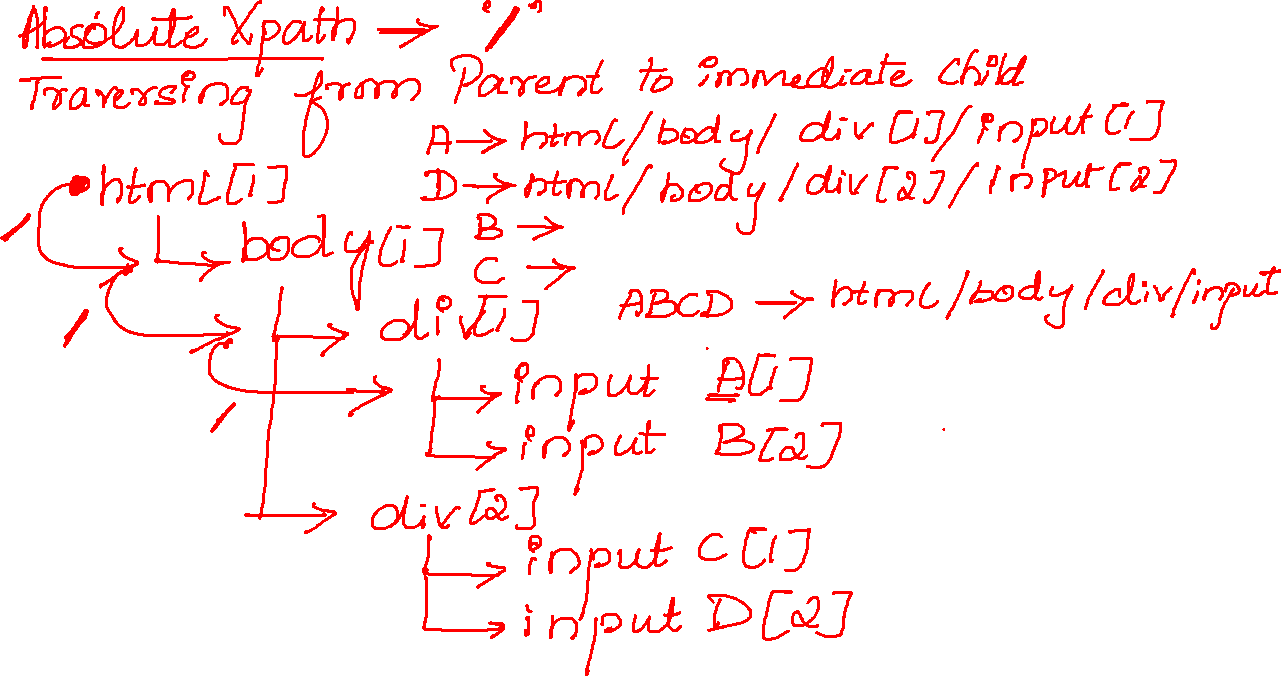 Absolute Xpath → "/"
Traversing from Parent to immediate child
A → html/body/div[1]/input[1]
D → html/body/div[2]/input[2]
B →
C →
ABCD → html/body/div/input
html[1]
body[1]
div[1]
input A[1]
input B[2]
div[2]
input C[1]
input D[2]
/
/
/